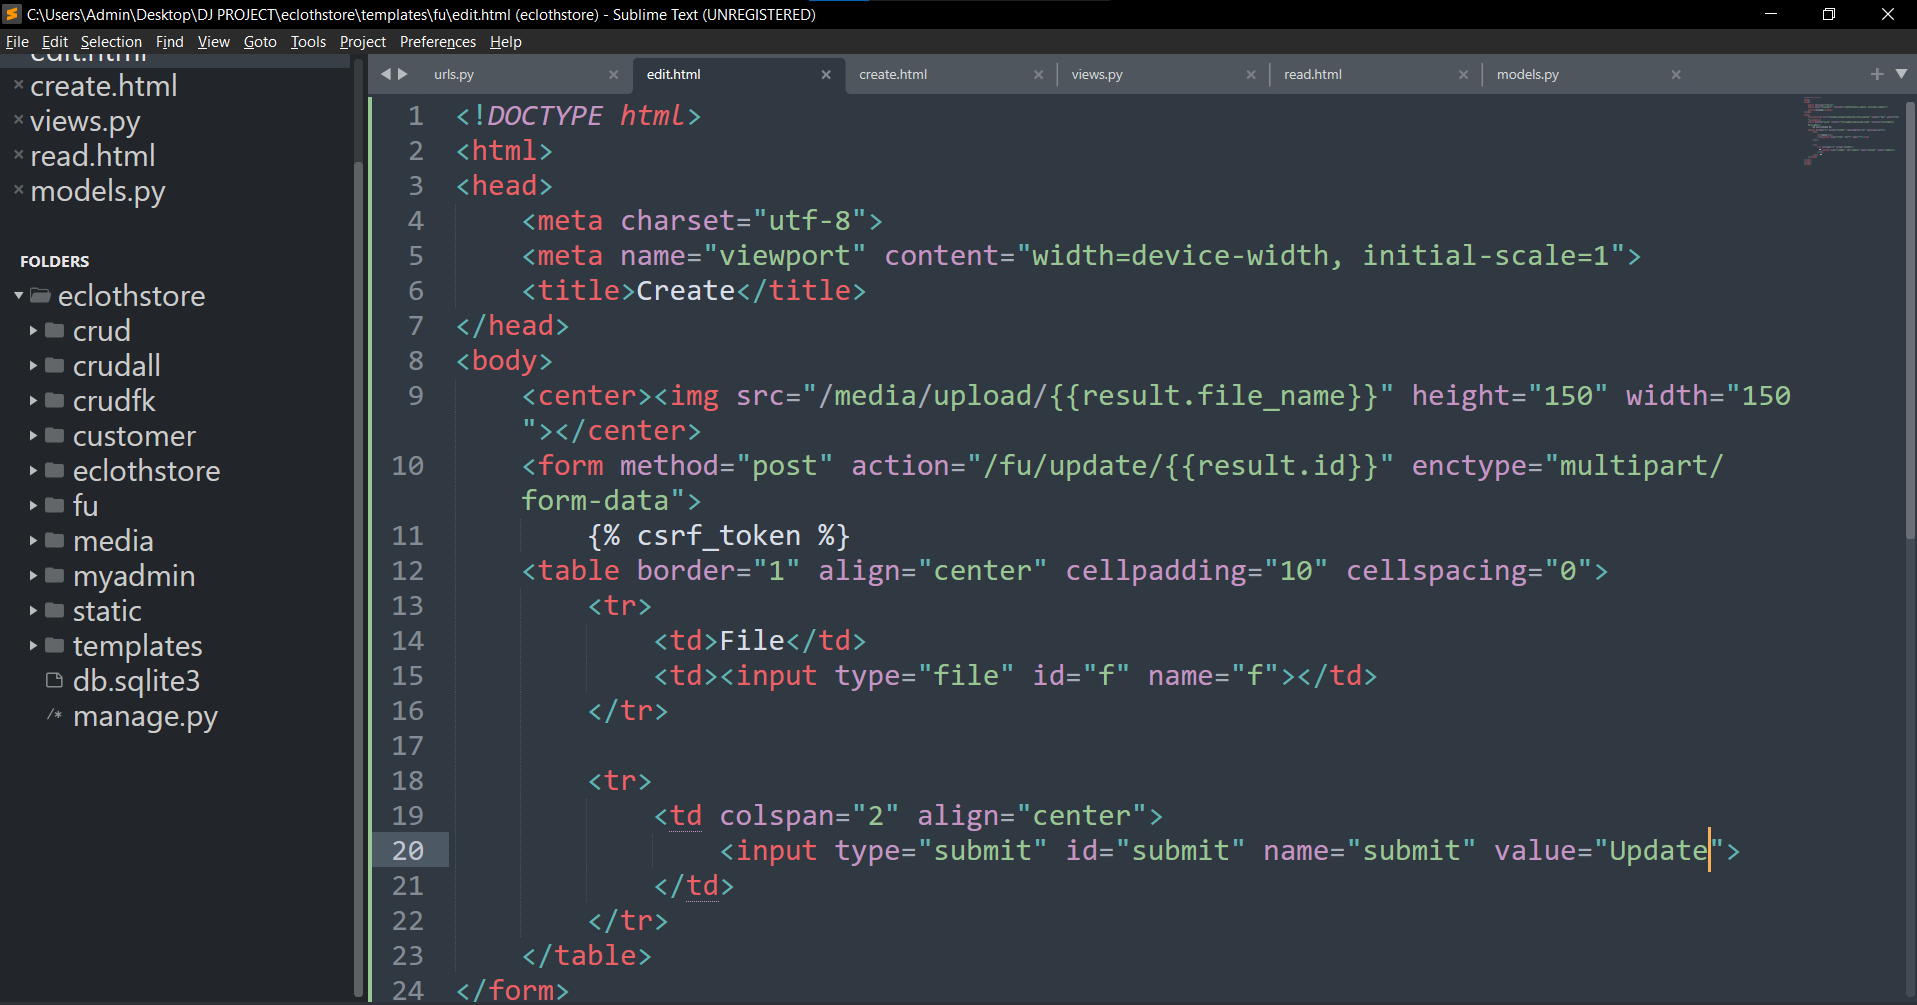 C:\Users\Admin\Desktop\DJ PROJECT\eclothstore\templates\fu\edit.html (eclothstore) - Sublime Text (UNREGISTERED)
File Edit Selection Find View Goto Tools Project Preferences Help
edit.html
create.html
views.py
read.html
models.py
FOLDERS
eclothstore
crud
crudall
crudfk
customer
eclothstore
fu
media
myadmin
static
templates
db.sqlite3
/* manage.py
urls.py edit.html create.html views.py read.html models.py
1 <!DOCTYPE html>
2 <html>
3 <head>
4 <meta charset="utf-8">
5 <meta name="viewport" content="width=device-width, initial-scale=1">
6 <title>Create</title>
7 </head>
8 <body>
9 <center><img src="/media/upload/{{result.file_name}}" height="150" width="150
"></center>
10 <form method="post" action="/fu/update/{{result.id}}" enctype="multipart/
form-data">
11 {% csrf_token %}
12 <table border="1" align="center" cellpadding="10" cellspacing="0">
13 <tr>
14 <td>File</td>
15 <td><input type="file" id="f" name="f"></td>
16 </tr>
17
18 <tr>
19 <td colspan="2" align="center">
20 <input type="submit" id="submit" name="submit" value="Update">
21 </td>
22 </tr>
23 </table>
24 </form>